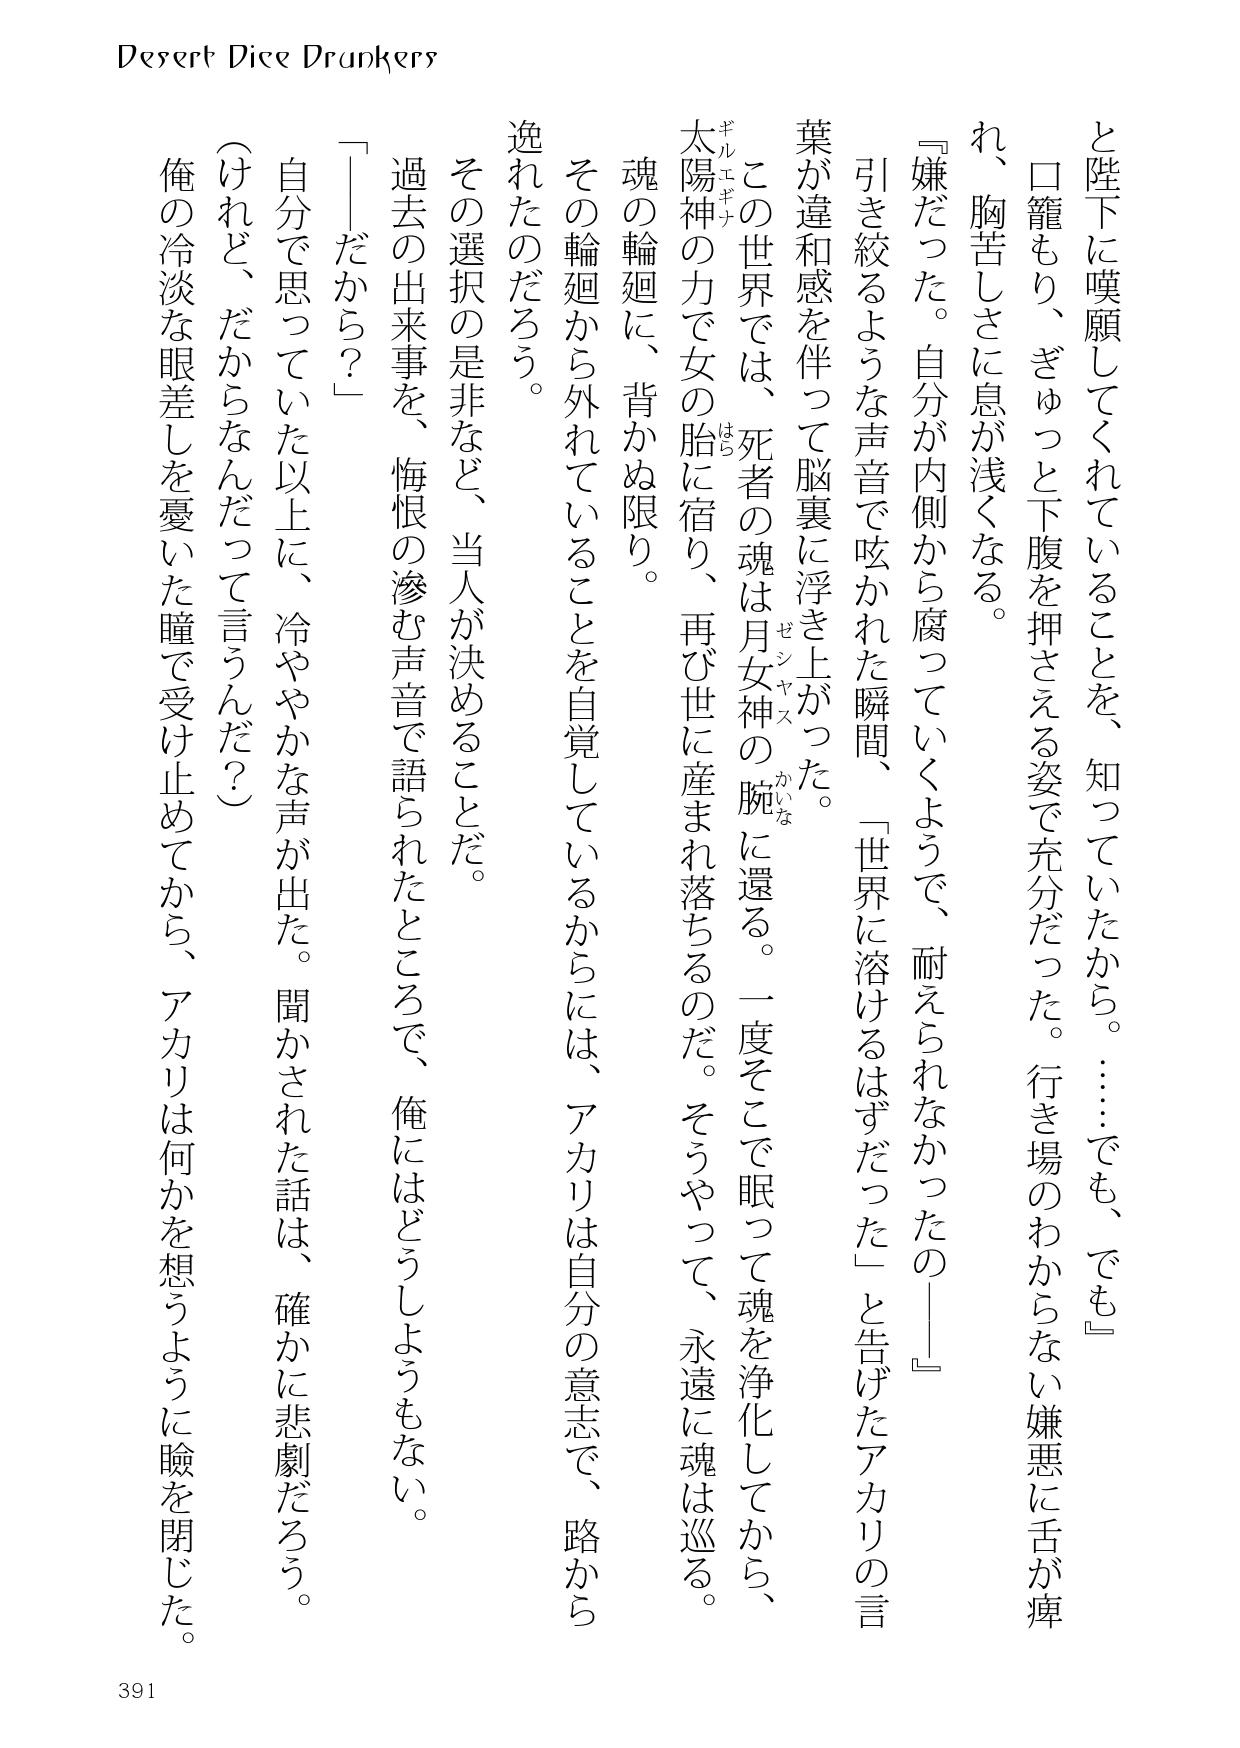 Desert Dice Drunkers
と陛下に嘆願してくれていることを、知っていたから。……でも、でも』
口籠もり、ぎゅっと下腹を押さえる姿で充分だった。行き場のわからない嫌悪に舌が痺
れ、胸苦しさに息が浅くなる。
『嫌だった。自分が内側から腐っていくようで、耐えられなかったの――』
引き絞るような声音で呟かれた瞬間、「世界に溶けるはずだった」と告げたアカリの言
葉が違和感を伴って脳裏に浮き上がった。
この世界では、死者の魂は月女神の腕に還る。一度そこで眠って魂を浄化してから、
ゼシヤス
かいな
太陽神の力で女の胎に宿り、再び世に産まれ落ちるのだ。そうやって、永遠に魂は巡る。
ギルエギナ
はら
魂の輪廻に、背かぬ限り。
その輪廻から外れていることを自覚しているからには、アカリは自分の意志で、路から
逸れたのだろう。
その選択の是非など、当人が決めることだ。
過去の出来事を、悔恨の滲む声音で語られたところで、俺にはどうしようもない。
「――だから？」
自分で思っていた以上に、冷ややかな声が出た。聞かされた話は、確かに悲劇だろう。
（けれど、だからなんだって言うんだ？）
俺の冷淡な眼差しを憂いた瞳で受け止めてから、アカリは何かを想うように瞼を閉じた。
391